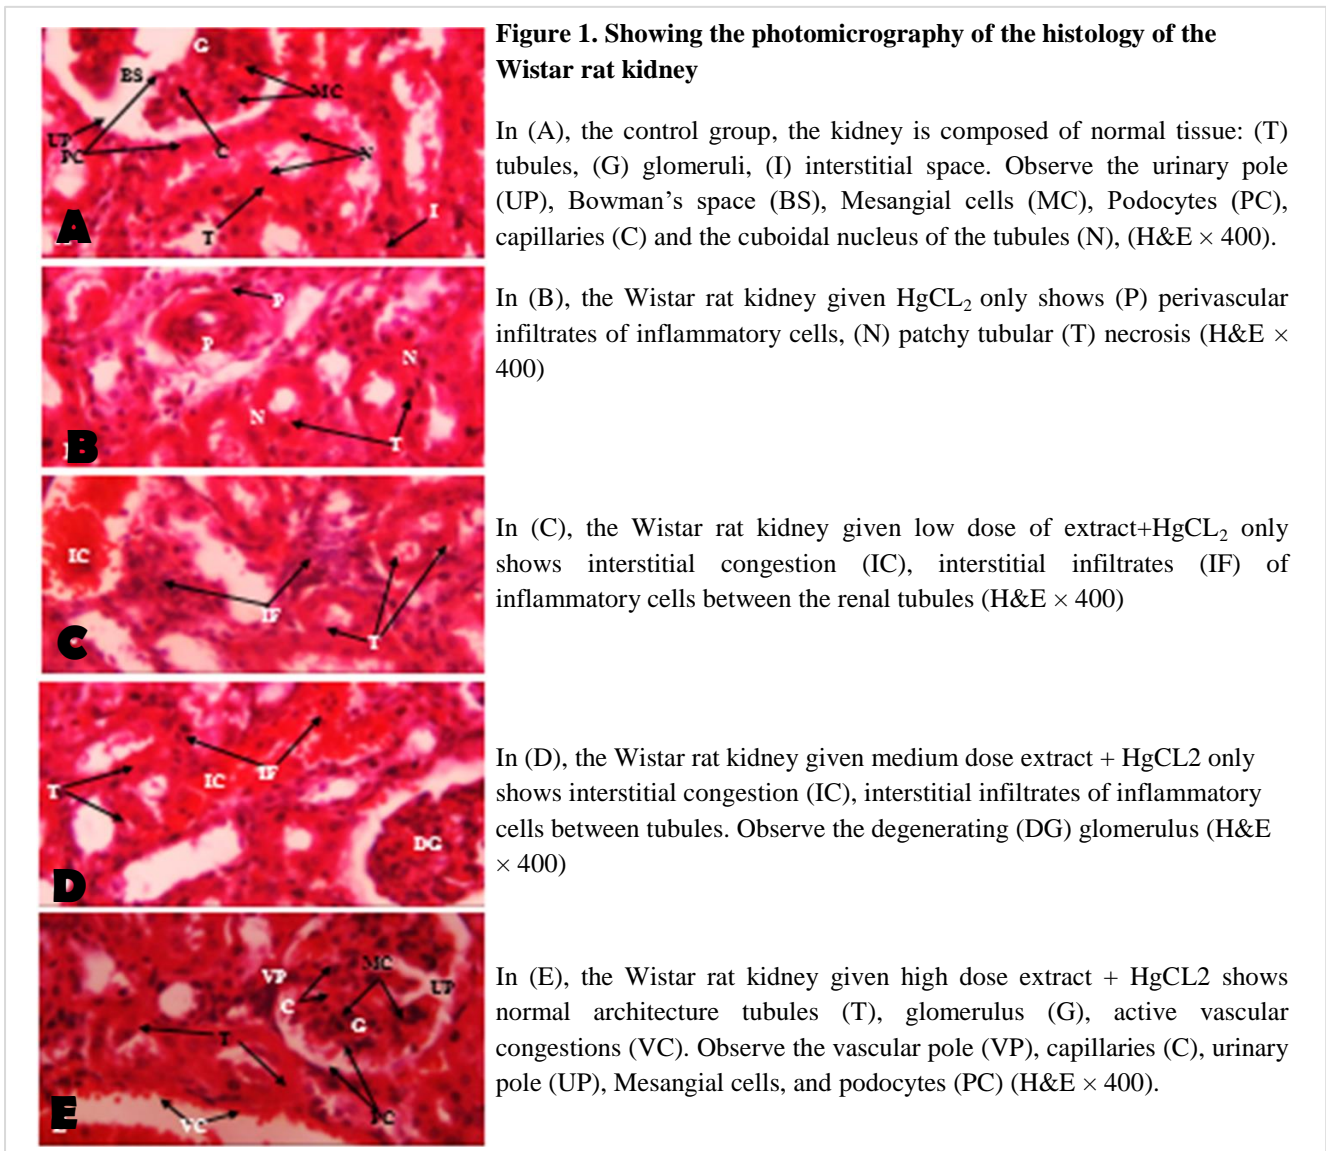 Figure 1. Showing the photomicrography of the histology of the
Wistar rat kidney
G
BS
MC
UP
PC
C
N
T
I
A
In (A), the control group, the kidney is composed of normal tissue: (T)
tubules, (G) glomeruli, (I) interstitial space. Observe the urinary pole
(UP), Bowman’s space (BS), Mesangial cells (MC), Podocytes (PC),
capillaries (C) and the cuboidal nucleus of the tubules (N), (H&E × 400).
P
P
N
N
T
B
In (B), the Wistar rat kidney given HgCL₂ only shows (P) perivascular
infiltrates of inflammatory cells, (N) patchy tubular (T) necrosis (H&E ×
400)
IC
IF
T
C
In (C), the Wistar rat kidney given low dose of extract+HgCL₂ only
shows interstitial congestion (IC), interstitial infiltrates (IF) of
inflammatory cells between the renal tubules (H&E × 400)
T
IC
IF
DG
D
In (D), the Wistar rat kidney given medium dose extract + HgCL2 only
shows interstitial congestion (IC), interstitial infiltrates of inflammatory
cells between tubules. Observe the degenerating (DG) glomerulus (H&E
× 400)
VP
MC
UP
C
G
T
PC
VC
E
In (E), the Wistar rat kidney given high dose extract + HgCL2 shows
normal architecture tubules (T), glomerulus (G), active vascular
congestions (VC). Observe the vascular pole (VP), capillaries (C), urinary
pole (UP), Mesangial cells, and podocytes (PC) (H&E × 400).